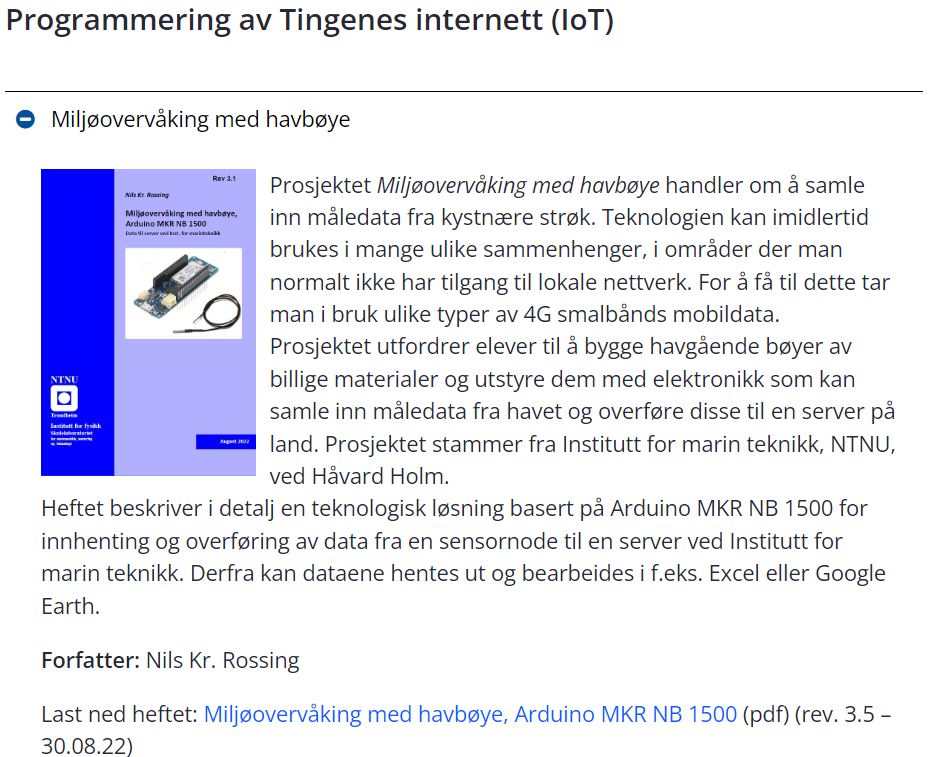 Programmering av Tingenes internett (IoT)
Miljøovervåking med havbøye
Rev 3.1
Nils Kr. Rossing
Miljøovervåking med havbøye,
Arduino MKR NB 1500
Data til server ved Inst. for marinteknikk
NTNU
Trondheim
Institutt for fysikk
Skolelaboratoriet
for matematikk, naturfag
og teknologi
August 2022
Prosjektet Miljøovervåking med havbøye handler om å samle
inn måledata fra kystnære strøk. Teknologien kan imidlertid
brukes i mange ulike sammenhenger, i områder der man
normalt ikke har tilgang til lokale nettverk. For å få til dette tar
man i bruk ulike typer av 4G smalbånds mobildata.
Prosjektet utfordrer elever til å bygge havgående bøyer av
billige materialer og utstyre dem med elektronikk som kan
samle inn måledata fra havet og overføre disse til en server på
land. Prosjektet stammer fra Institutt for marin teknikk, NTNU,
ved Håvard Holm.
Heftet beskriver i detalj en teknologisk løsning basert på Arduino MKR NB 1500 for
innhenting og overføring av data fra en sensornode til en server ved Institutt for
marin teknikk. Derfra kan dataene hentes ut og bearbeides i f.eks. Excel eller Google
Earth.
Forfatter: Nils Kr. Rossing
Last ned heftet: Miljøovervåking med havbøye, Arduino MKR NB 1500 (pdf) (rev. 3.5 –
30.08.22)